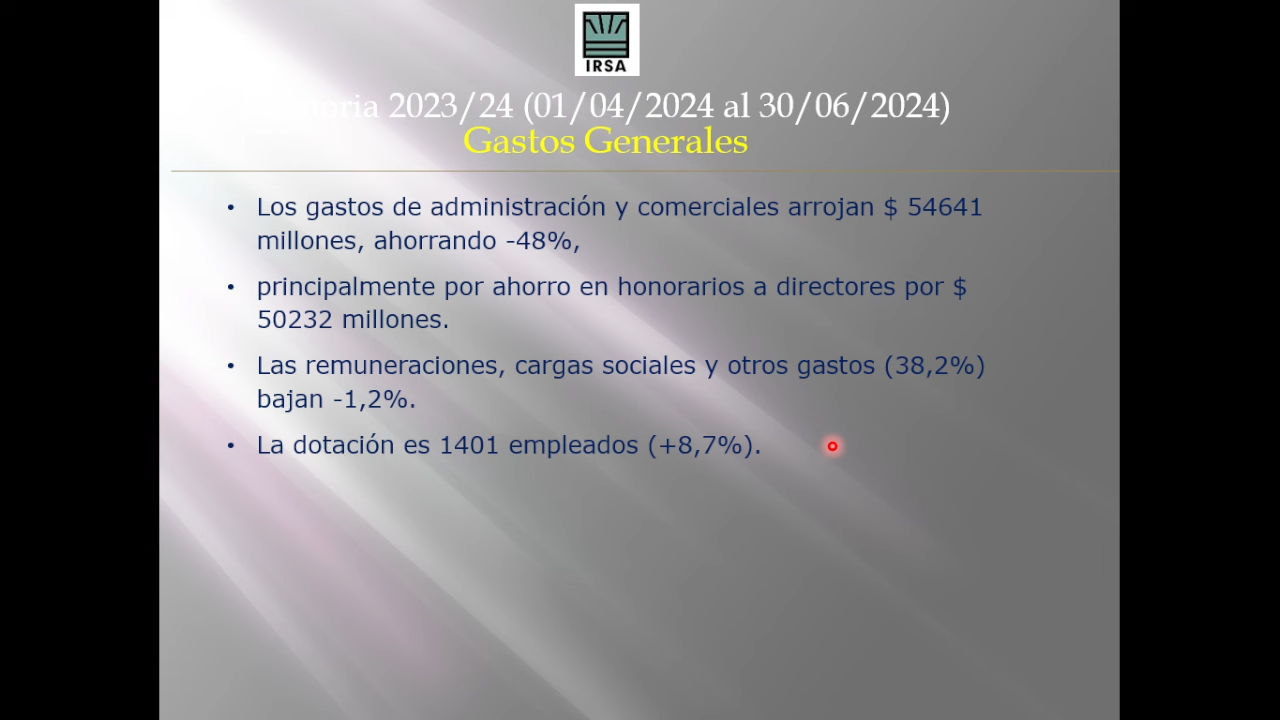 IRSA
moria 2023/24 (01/04/2024 al 30/06/2024)
Gastos Generales
• Los gastos de administración y comerciales arrojan $ 54641
millones, ahorrando -48%,
• principalmente por ahorro en honorarios a directores por $
50232 millones.
• Las remuneraciones, cargas sociales y otros gastos (38,2%)
bajan -1,2%.
• La dotación es 1401 empleados (+8,7%).